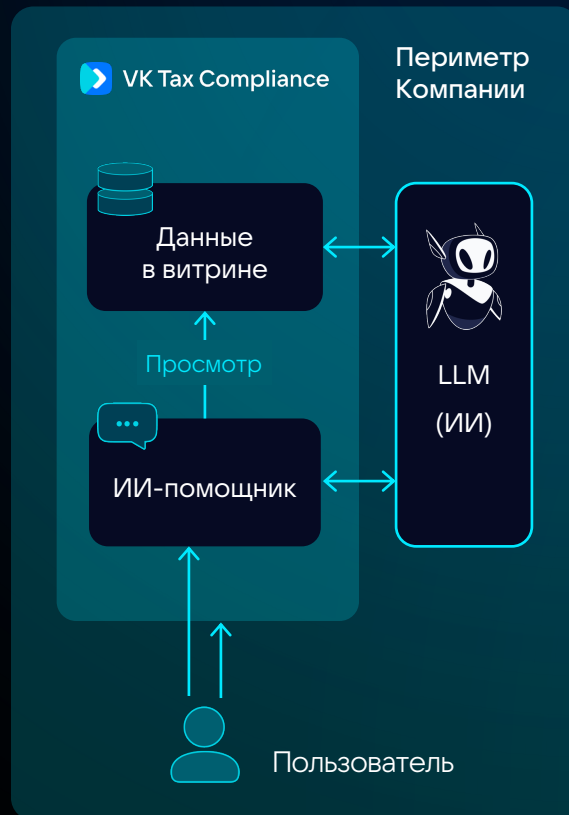 VK Tax Compliance
Периметр
Компании
Данные
в витрине
Просмотр
ИИ-помощник
LLM
(ИИ)
Пользователь